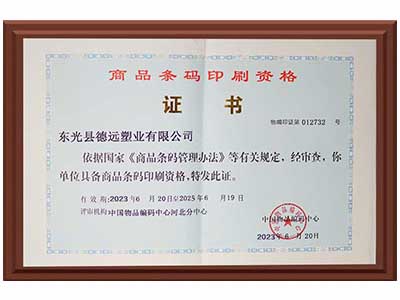 商品条码印刷资格
证 书
物编印证第 012732 号
东光县德远塑业有限公司
依据国家《商品条码管理办法》等有关规定，经审查，你
单位具备商品条码印刷资格，特发此证。
有 效 期：2023年6 月 20日至2025年6 月 19日
评审机构:中国物品编码中心河北分中心
中国物品编码中心
2023年 6 月 20日